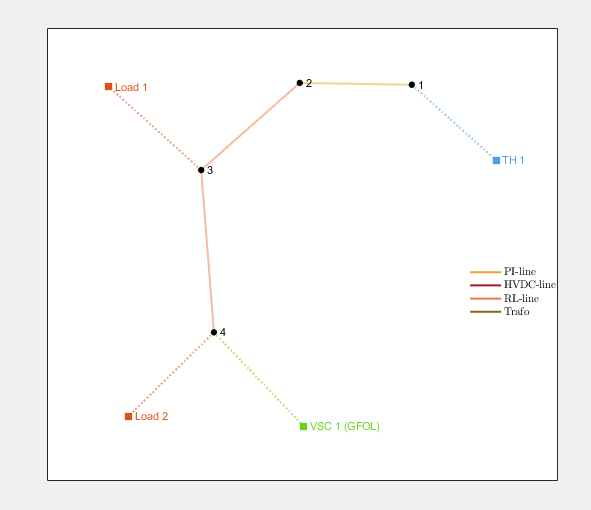 Load 1
2
1
3
TH 1
PI-line
HVDC-line
RL-line
Trafo
4
Load 2
VSC 1 (GFOL)